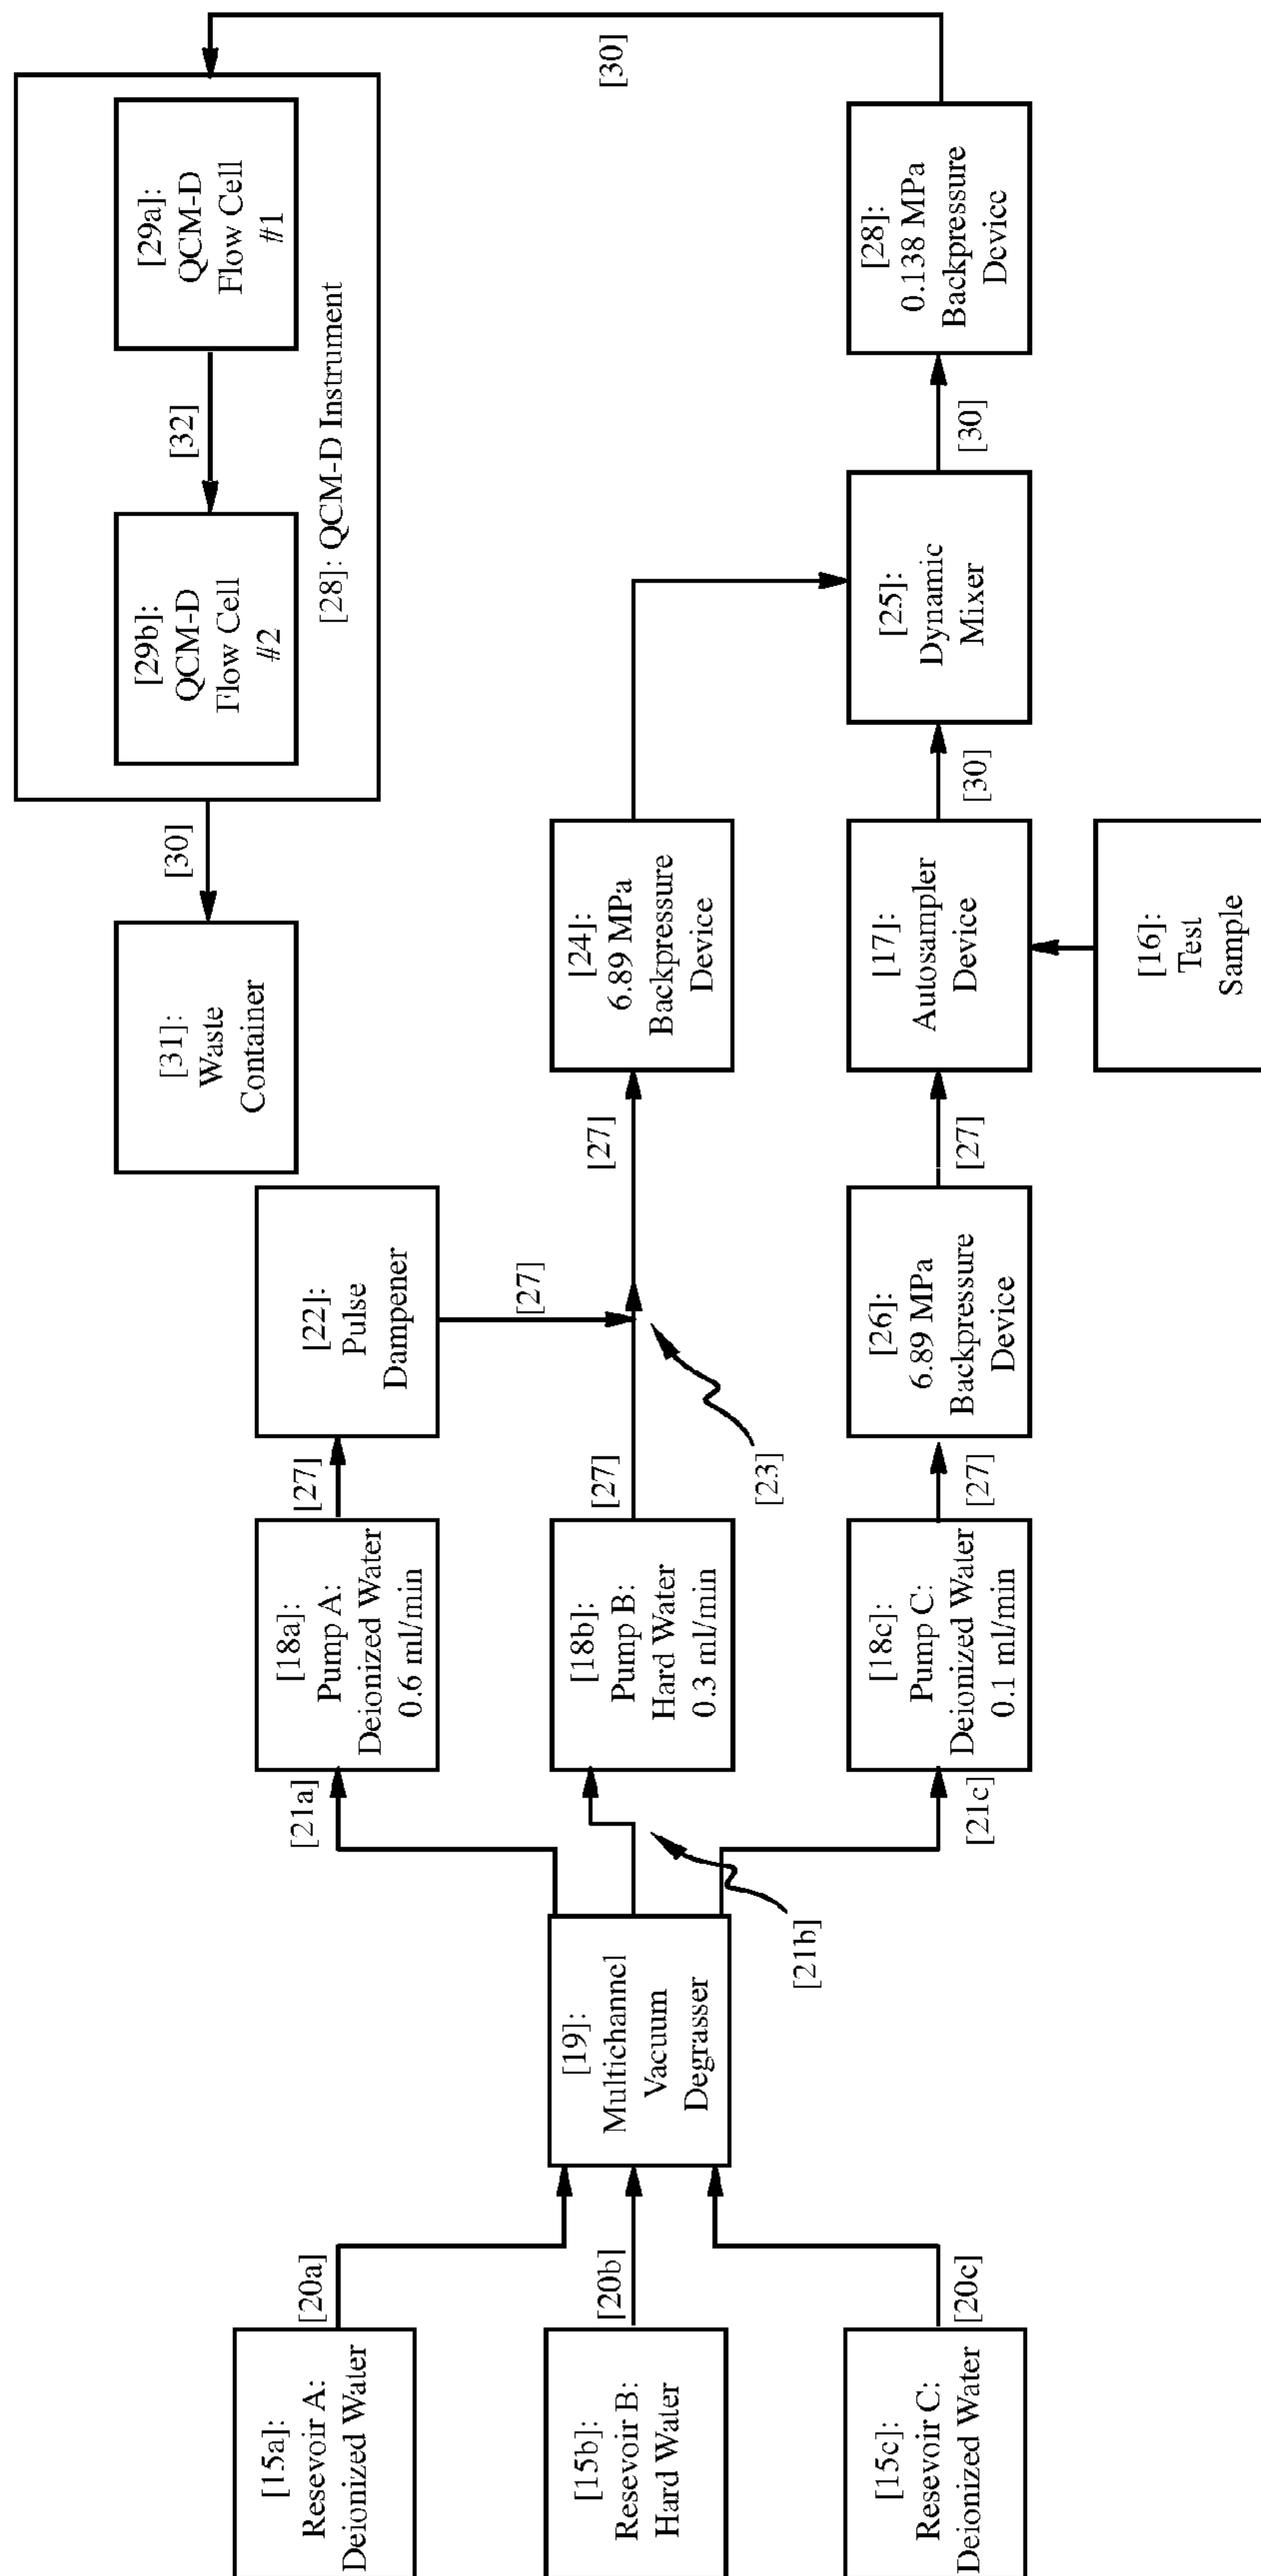 [15a]:
Resevoir A:
Deionized Water
[20a]
[15b]:
Resevoir B:
Hard Water
[20b]
[15c]:
Resevoir C:
Deionized Water
[20c]
[19]:
Multichannel
Vacuum
Degrasser
[21a]
[21b]
[21c]
[18a]:
Pump A:
Deionized Water
0.6 ml/min
[27]
[18b]:
Pump B:
Hard Water
0.3 ml/min
[27]
[23]
[18c]:
Pump C:
Deionized Water
0.1 ml/min
[27]
[22]:
Pulse
Dampener
[27]
[27]
[26]:
6.89 MPa
Backpressure
Device
[27]
[24]:
6.89 MPa
Backpressure
Device
[17]:
Autosampler
Device
[16]:
Test
Sample
[30]
[25]:
Dynamic
Mixer
[30]
[28]:
0.138 MPa
Backpressure
Device
[30]
[29a]:
QCM-D
Flow Cell
#1
[32]
[29b]:
QCM-D
Flow Cell
#2
[28]: QCM-D Instrument
[30]
[31]:
Waste
Container